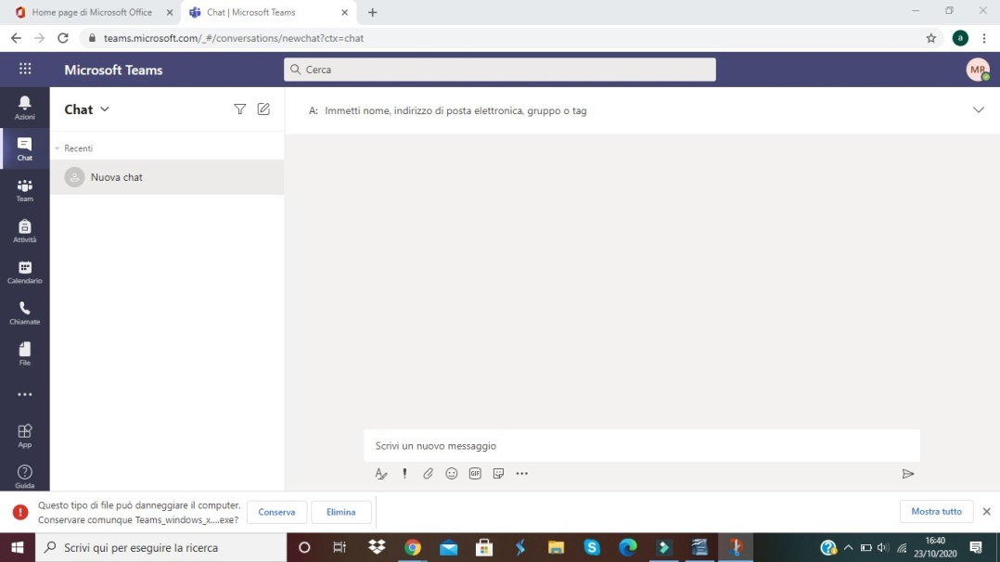 Home page di Microsoft Office
Chat | Microsoft Teams
teams.microsoft.com/_#/conversations/newchat?ctx=chat
a
Microsoft Teams
Cerca
MR
Azioni
Chat
Team
Attività
Calendario
Chiamate
File
App
Guida
Chat
Recenti
Nuova chat
A: Immetti nome, indirizzo di posta elettronica, gruppo o tag
Scrivi un nuovo messaggio
GIF
Questo tipo di file può danneggiare il computer.
Conservare comunque Teams_windows_x....exe?
Conserva
Elimina
Mostra tutto
Scrivi qui per eseguire la ricerca
16:40
23/10/2020